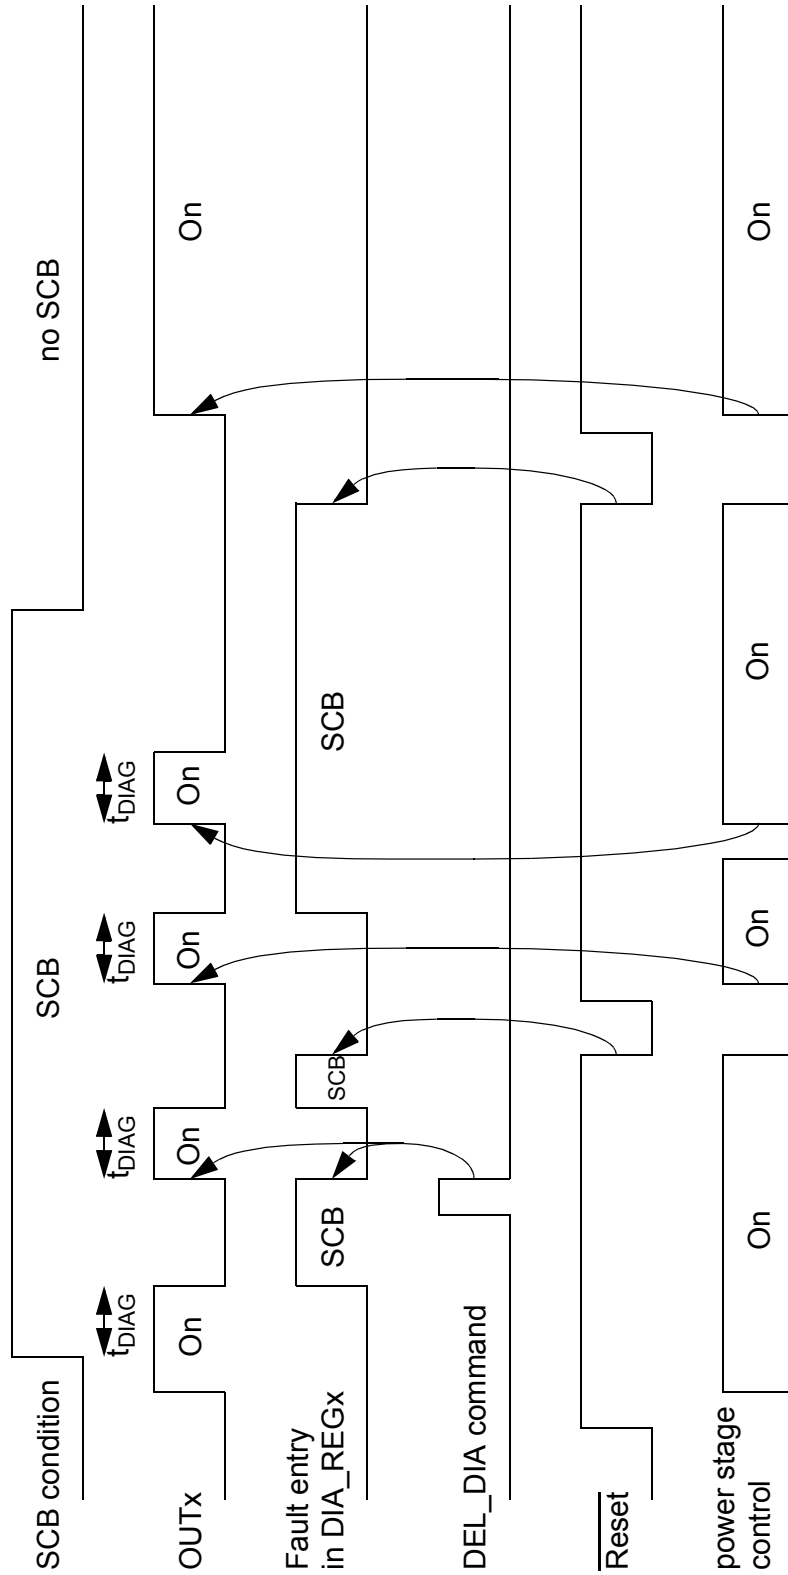 SCB condition
SCB
no SCB
tDIAG
tDIAG
tDIAG
tDIAG
OUTx
On
On
On
On
On
Fault entry
in DIA_REGx
SCB
SCB
SCB
DEL_DIA command
Reset
power stage
control
On
On
On
On